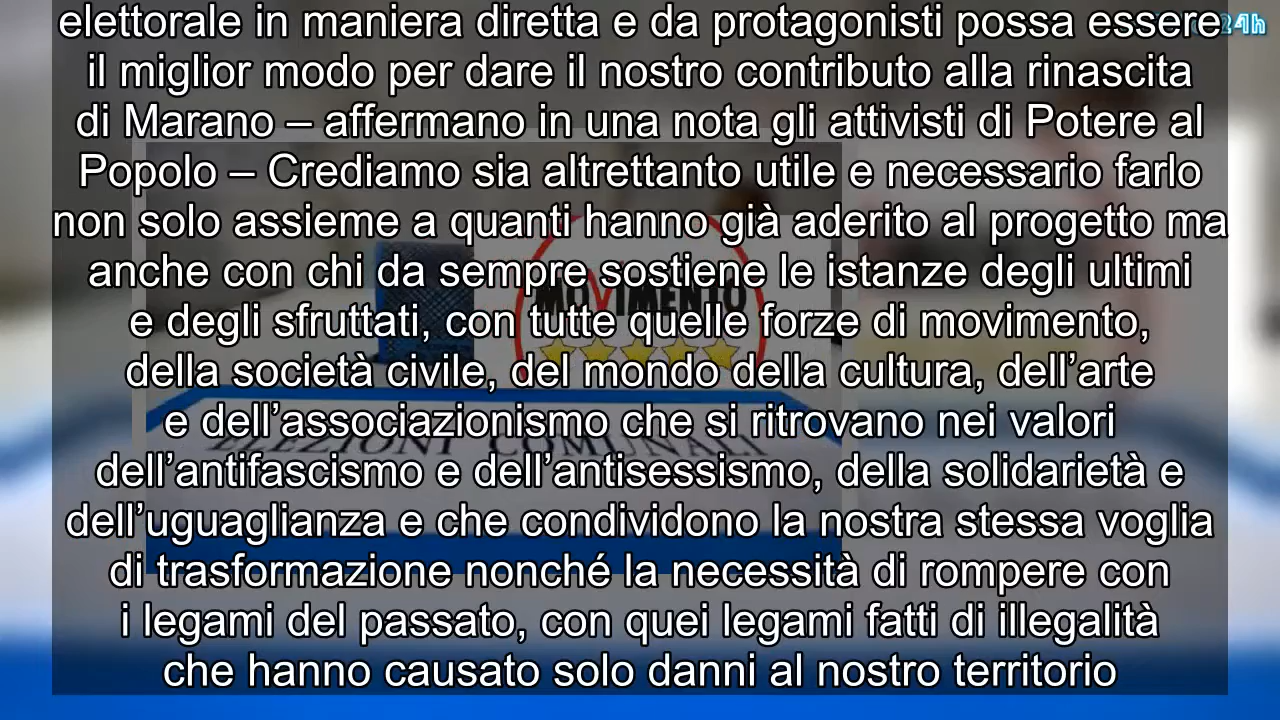 24h
elettorale in maniera diretta e da protagonisti possa essere
il miglior modo per dare il nostro contributo alla rinascita
di Marano – affermano in una nota gli attivisti di Potere al
Popolo – Crediamo sia altrettanto utile e necessario farlo
non solo assieme a quanti hanno già aderito al progetto ma
anche con chi da sempre sostiene le istanze degli ultimi
e degli sfruttati, con tutte quelle forze di movimento,
della società civile, del mondo della cultura, dell’arte
e dell’associazionismo che si ritrovano nei valori
dell’antifascismo e dell’antisessismo, della solidarietà e
dell’uguaglianza e che condividono la nostra stessa voglia
di trasformazione nonché la necessità di rompere con
i legami del passato, con quei legami fatti di illegalità
che hanno causato solo danni al nostro territorio
MOVIMENTO
ELEZIONI COMUNALI